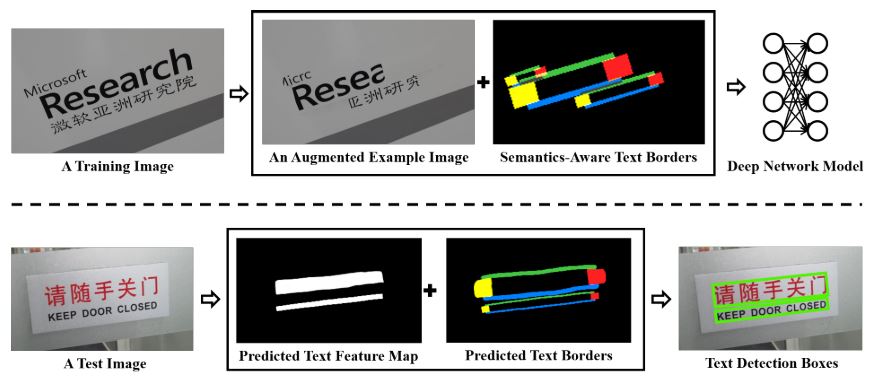 Microsoft
Research
微软亚洲研究院
Micrc
Resea
亚洲研究
A Training Image
An Augmented Example Image
Semantics-Aware Text Borders
Deep Network Model
请随手关门
KEEP DOOR CLOSED
请随手关门
KEEP DOOR CLOSED
A Test Image
Predicted Text Feature Map
Predicted Text Borders
Text Detection Boxes